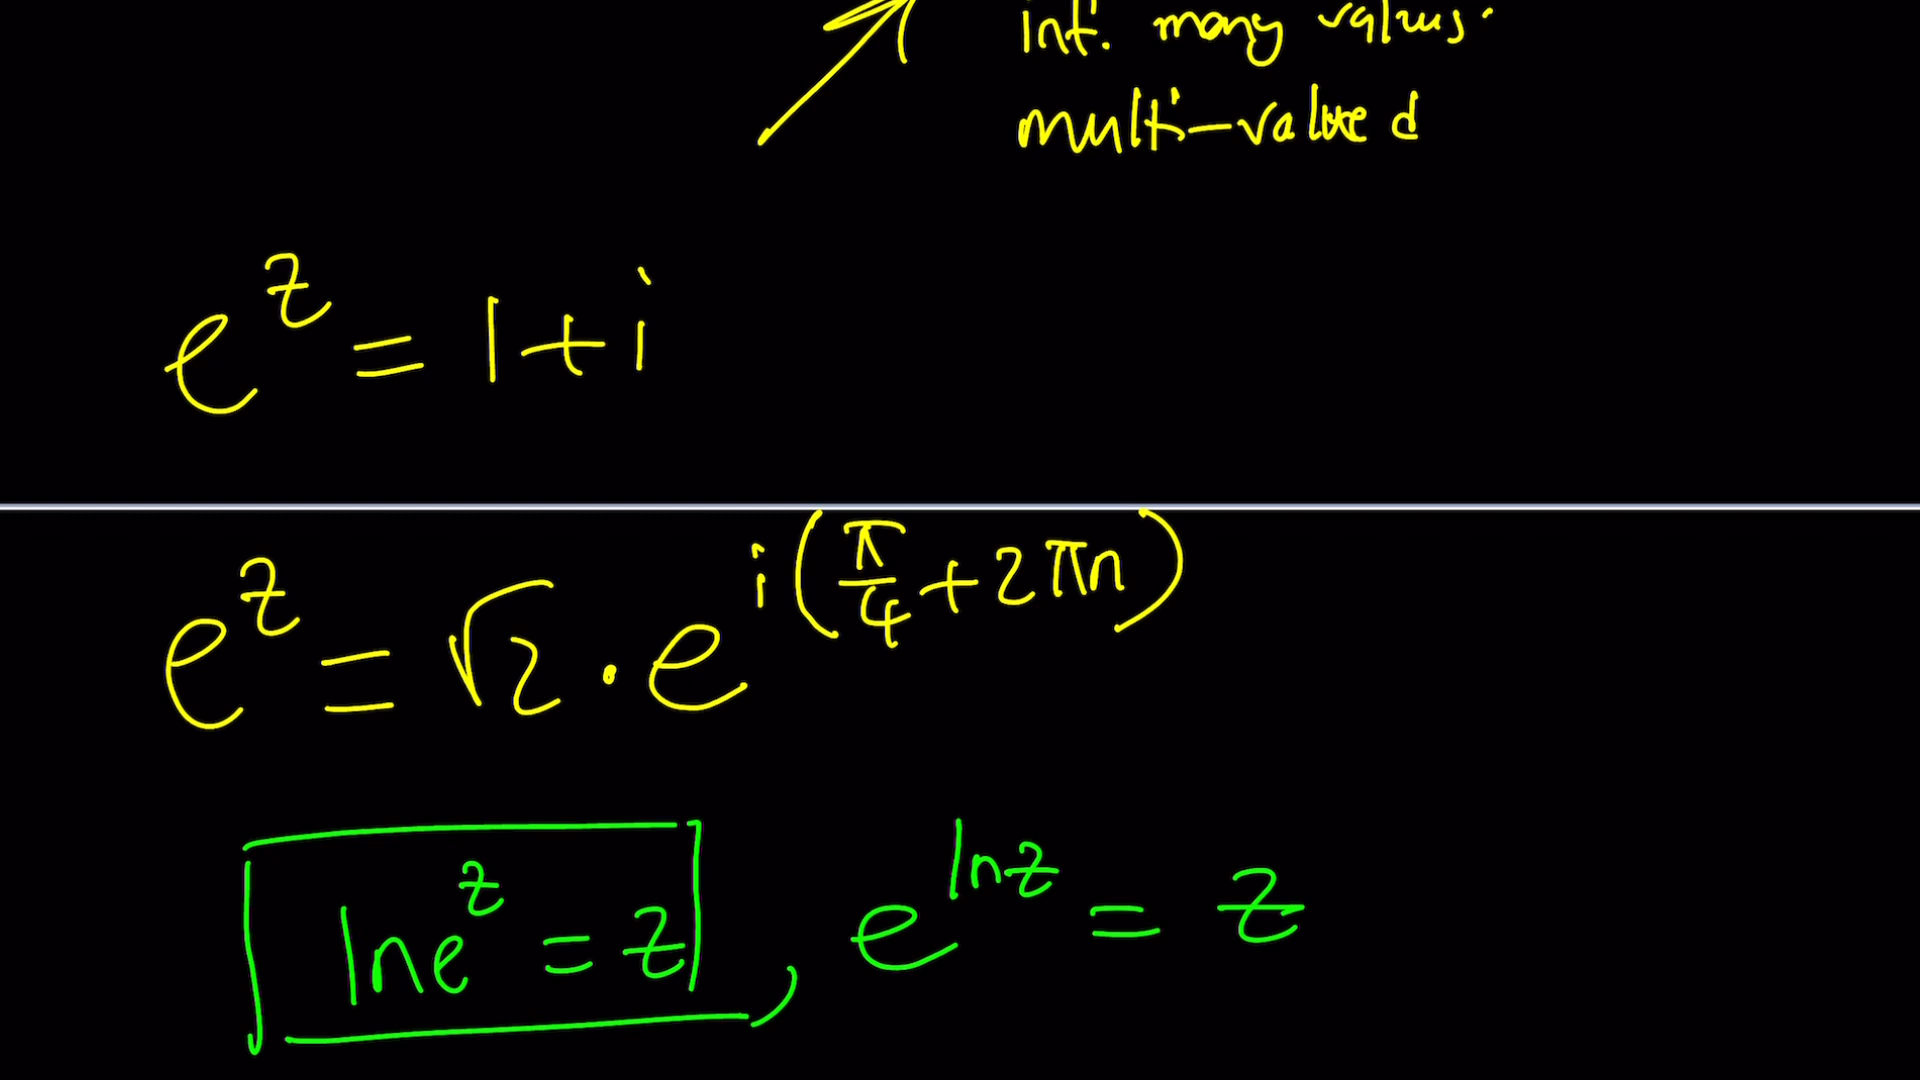 inf. many values.
multi-valued
e^z = 1+i
e^z = √2 · e^{i(π/4 + 2πn)}
ln e^z = z , e^{ln z} = z